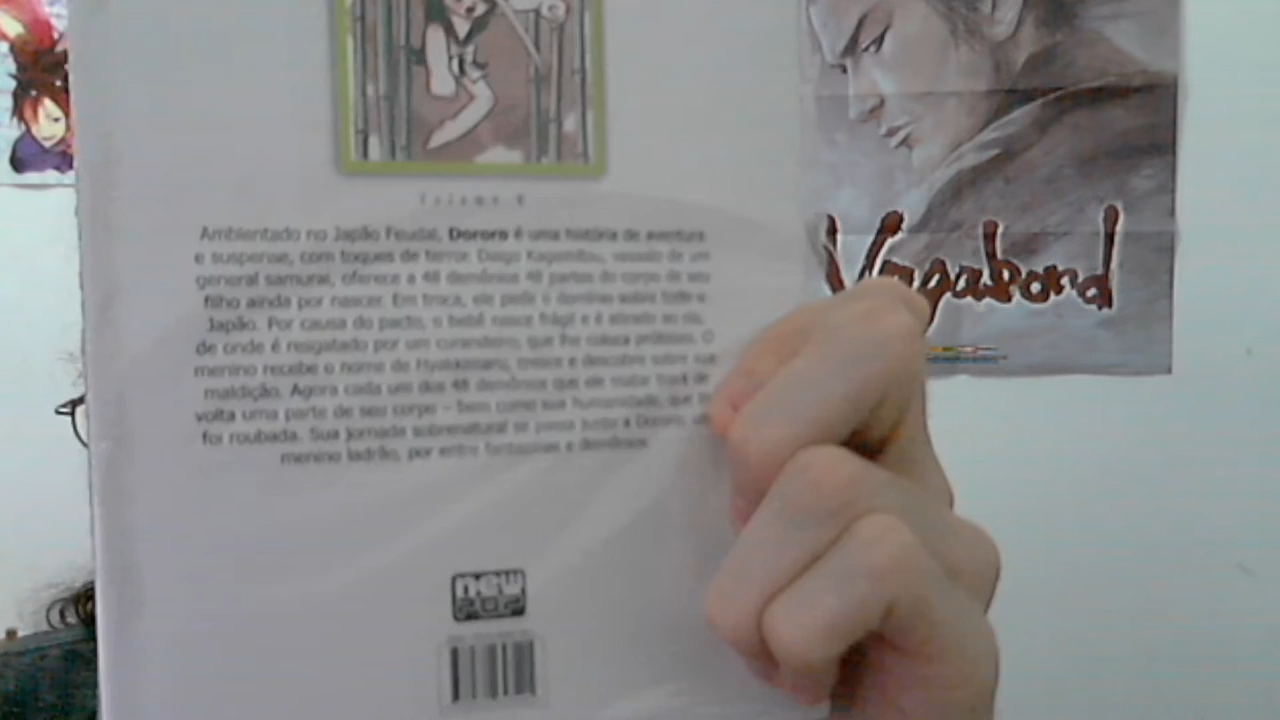 Ambientado no Japão Feudal, Dororo é uma história de aventura
e suspense, com toques de terror. Daigo Kagemitsu, vassalo de um
general samurai, oferece a 48 demônios 48 partes do corpo de seu
filho ainda por nascer. Em troca, ele pede o domínio sobre todo o
Japão. Por causa do pacto, o bebê nasce frágil e é atirado ao rio,
de onde é resgatado por um curandeiro, que lhe coloca próteses. O
menino recebe o nome de Hyakkimaru, cresce e descobre sobre sua
maldição. Agora cada um dos 48 demônios que ele matar trará de
volta uma parte de seu corpo – bem como sua humanidade, que
foi roubada. Sua jornada sobrenatural se passa junto a Dororo,
menino ladrão, por entre fantasmas e demônios.
new
pop
Vagabond